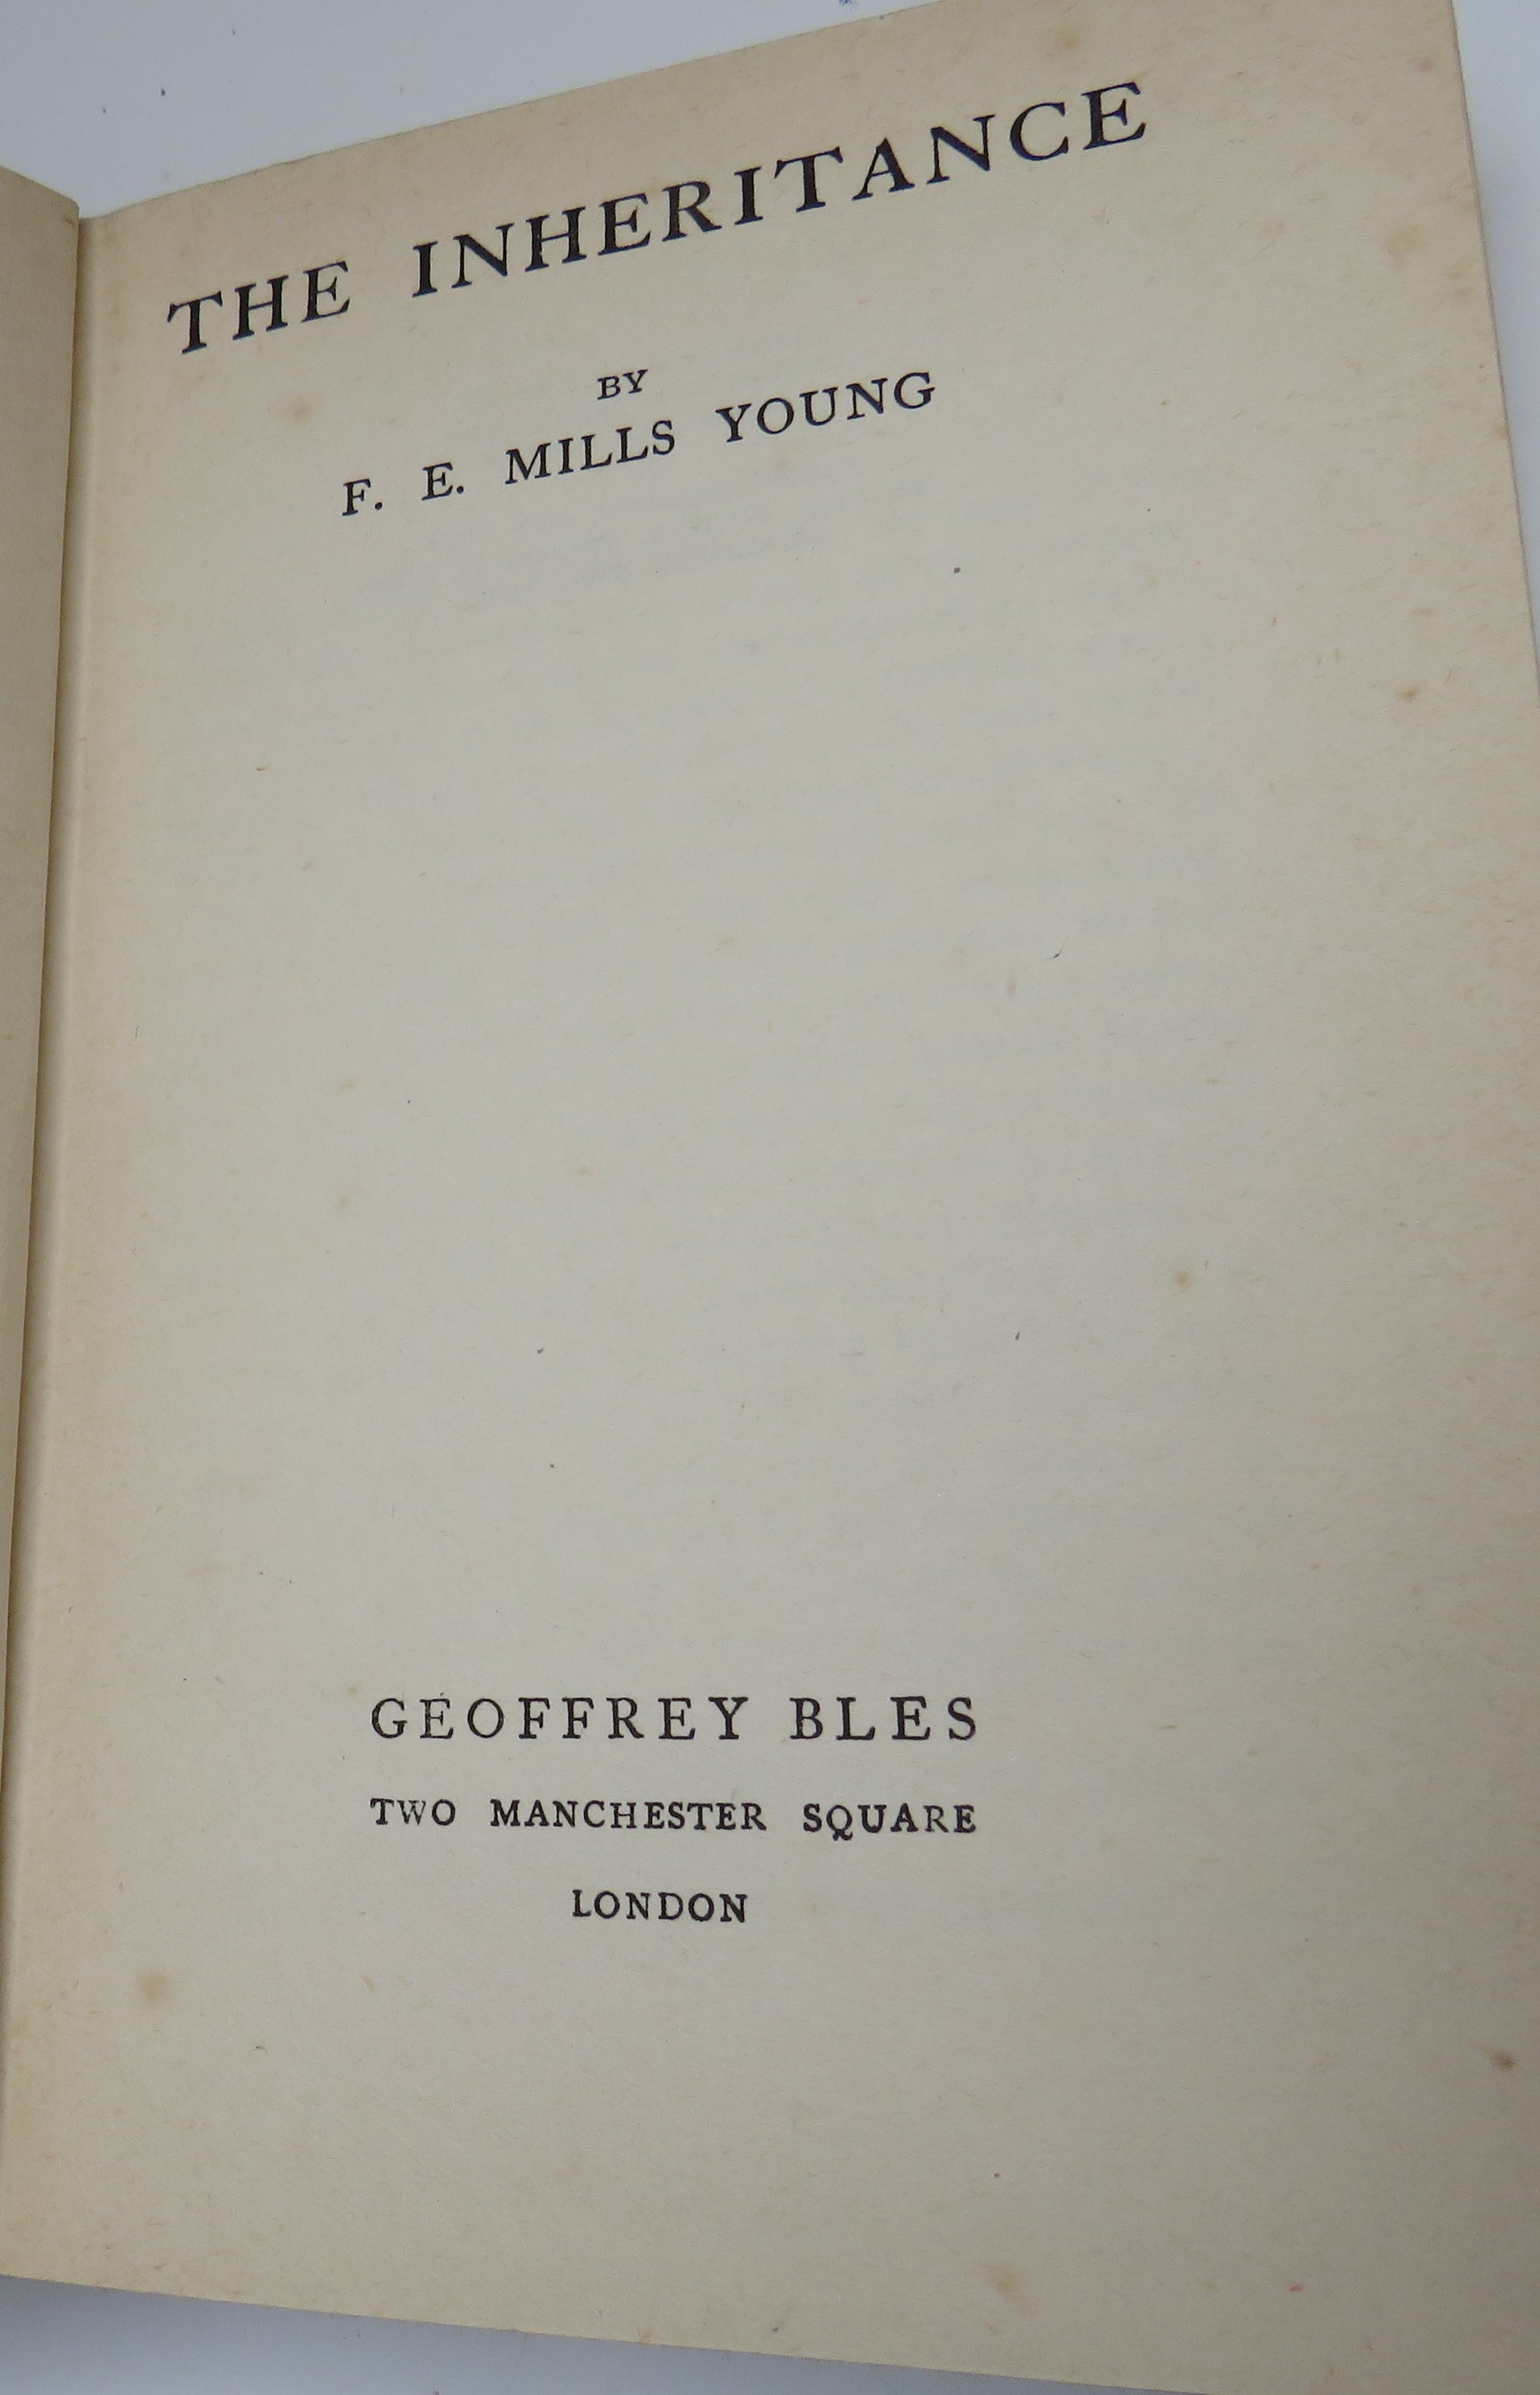 THE INHERITANCE
BY
F. E. MILLS YOUNG
GEOFFREY BLES
TWO MANCHESTER SQUARE
LONDON